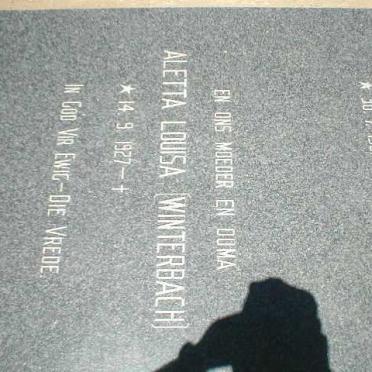 EN ONS MOEDER EN OUMA
ALETTA LOUISA (WINTERBACH)
★ 14. 9. 1927 — †
IN GOD VIR EWIG — DIE VREDE.